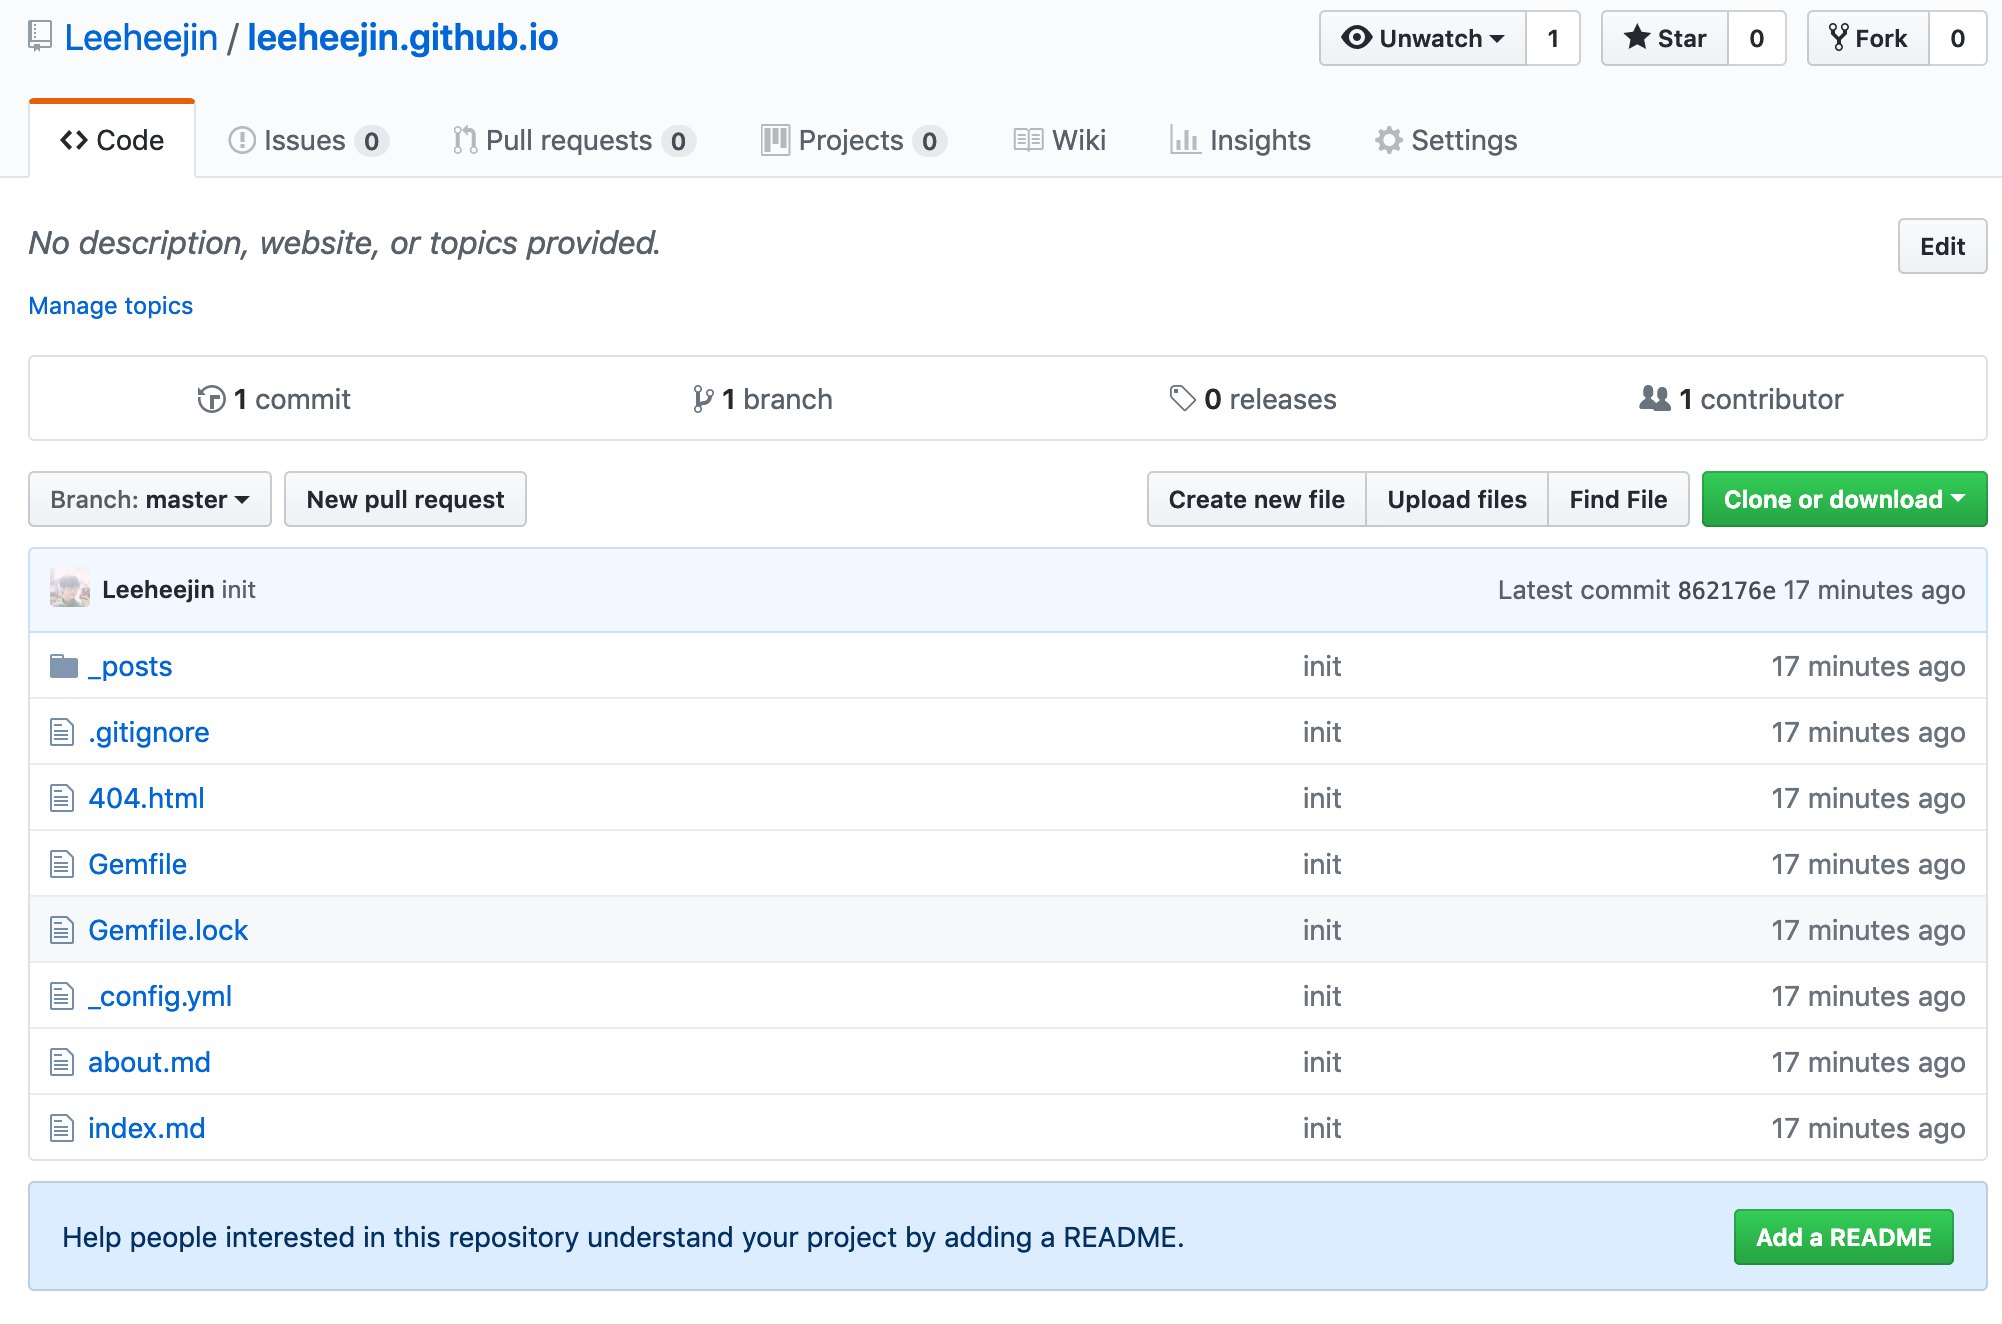 Leeheejin / leeheejin.github.io
Unwatch 1 Star 0 Fork 0
Code Issues 0 Pull requests 0 Projects 0 Wiki Insights Settings
No description, website, or topics provided.
Edit
Manage topics
1 commit 1 branch 0 releases 1 contributor
Branch: master New pull request Create new file Upload files Find File Clone or download
Leeheejin init Latest commit 862176e 17 minutes ago
_posts init 17 minutes ago
.gitignore init 17 minutes ago
404.html init 17 minutes ago
Gemfile init 17 minutes ago
Gemfile.lock init 17 minutes ago
_config.yml init 17 minutes ago
about.md init 17 minutes ago
index.md init 17 minutes ago
Help people interested in this repository understand your project by adding a README. Add a README